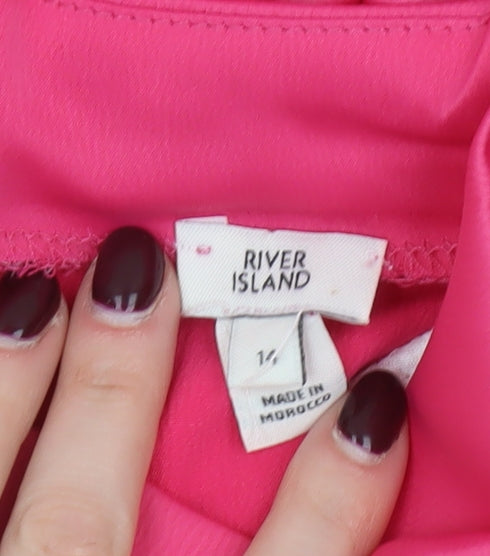 RIVER
ISLAND
14
MADE IN
MOROCCO